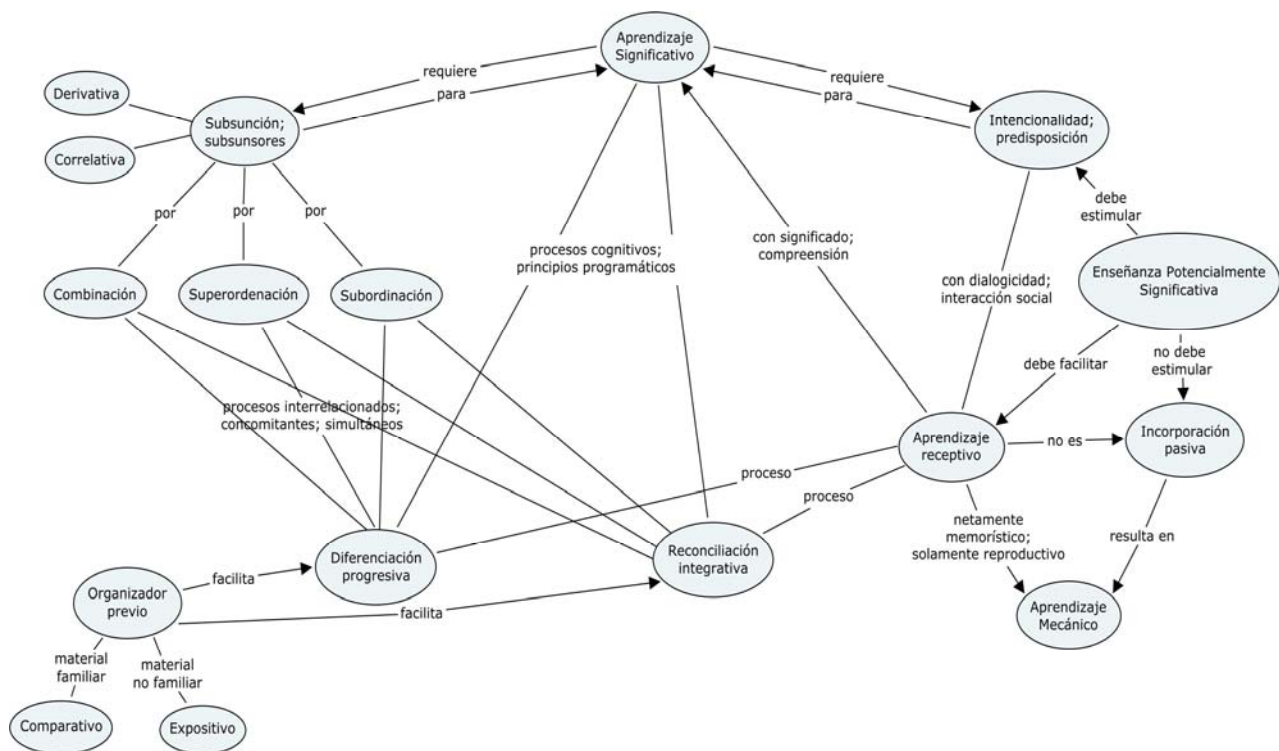 Aprendizaje
Significativo
requiere
para
requiere
para
Derivativa
Correlativa
Subsunción;
subsunsores
Intencionalidad;
predisposición
por
por
por
debe
estimular
procesos cognitivos;
principios programáticos
con significado;
comprensión
con dialogicidad;
interacción social
Enseñanza Potencialmente
Significativa
Combinación
Superordenación
Subordinación
debe facilitar
no debe
estimular
procesos interrelacionados;
concomitantes; simultáneos
Aprendizaje
receptivo
no es
Incorporación
pasiva
proceso
proceso
netamente
memorístico;
solamente reproductivo
resulta en
Diferenciación
progresiva
Reconciliación
integrativa
facilita
facilita
Organizador
previo
Aprendizaje
Mecánico
material
familiar
material
no familiar
Comparativo
Expositivo